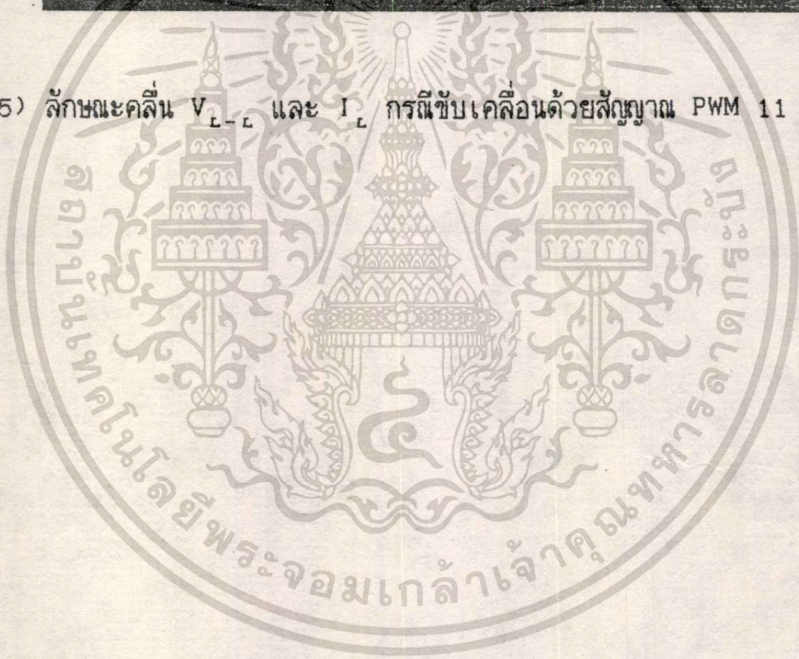 5) ลักษณะคลื่น V_L-L และ I_L กรณีขับเคลื่อนด้วยสัญญาณ PWM 11
สถาบันเทคโนโลยีพระจอมเกล้าเจ้าคุณทหารลาดกระบัง